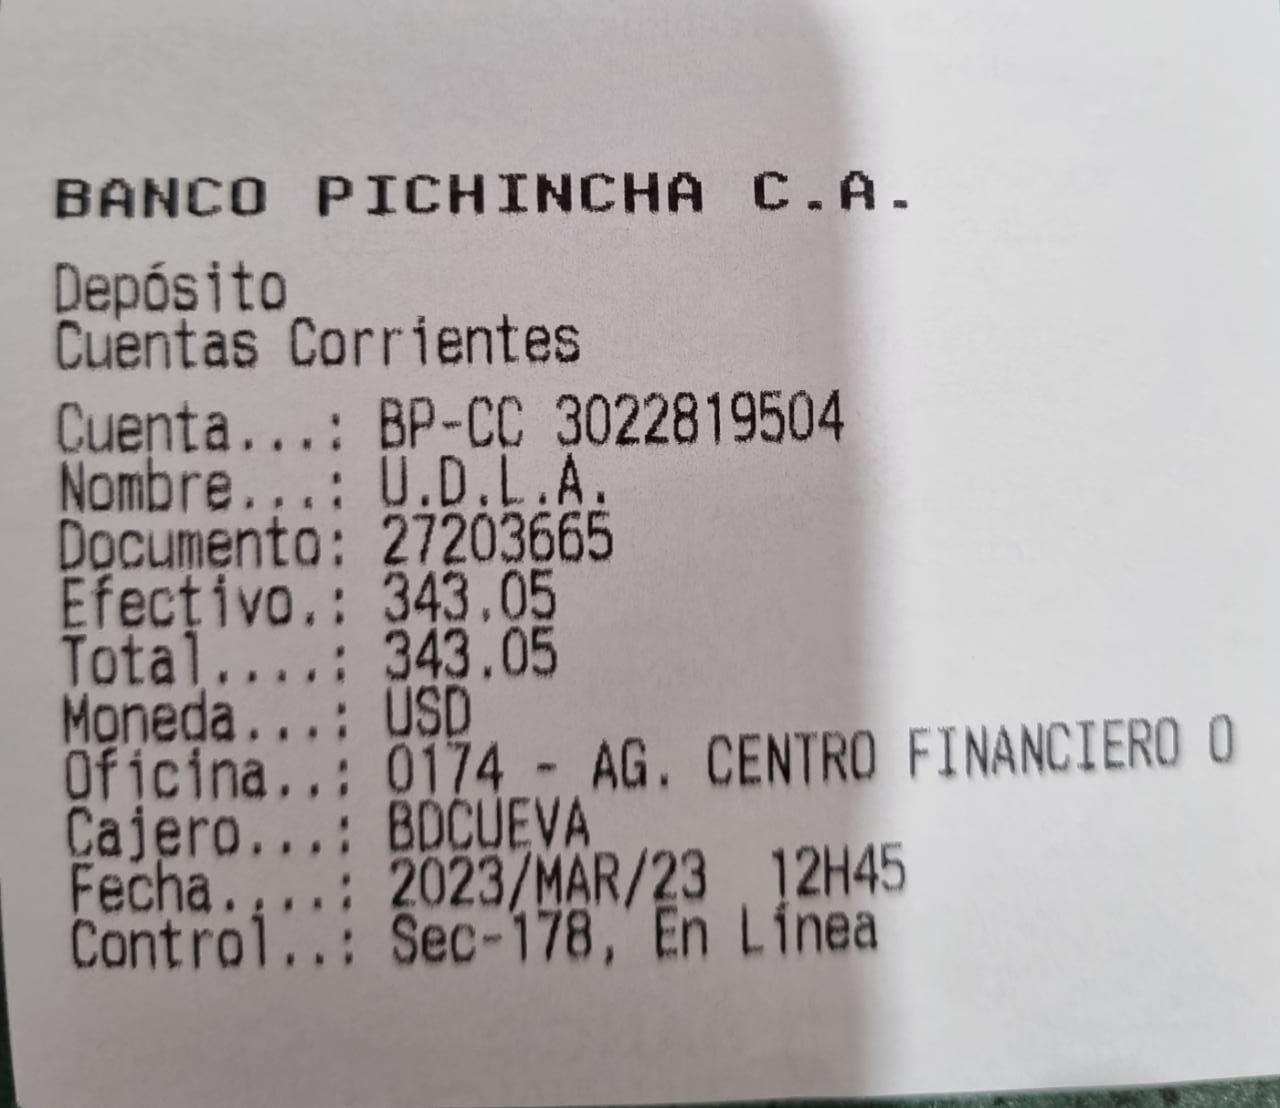 BANCO PICHINCHA C.A.
Depósito
Cuentas Corrientes
Cuenta...: BP-CC 3022819504
Nombre...: U.D.L.A.
Documento: 27203665
Efectivo.: 343.05
Total....: 343.05
Moneda...: USD
Oficina..: 0174 - AG. CENTRO FINANCIERO O
Cajero...: BDCUEVA
Fecha....: 2023/MAR/23  12H45
Control..: Sec-178, En Línea